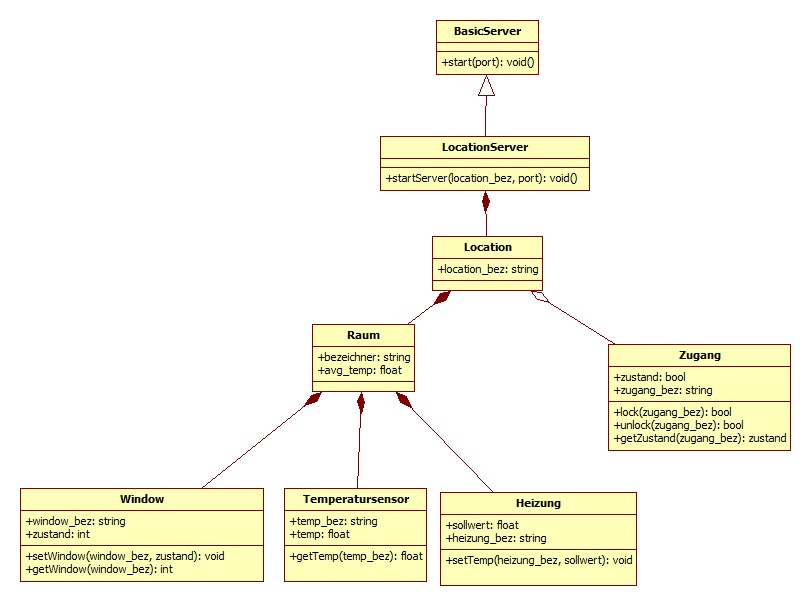 BasicServer
+start(port): void()
LocationServer
+startServer(location_bez, port): void()
Location
+location_bez: string
Raum
+bezeichner: string
+avg_temp: float
Zugang
+zustand: bool
+zugang_bez: string
+lock(zugang_bez): bool
+unlock(zugang_bez): bool
+getZustand(zugang_bez): zustand
Window
+window_bez: string
+zustand: int
+setWindow(window_bez, zustand): void
+getWindow(window_bez): int
Temperatursensor
+temp_bez: string
+temp: float
+getTemp(temp_bez): float
Heizung
+sollwert: float
+heizung_bez: string
+setTemp(heizung_bez, sollwert): void